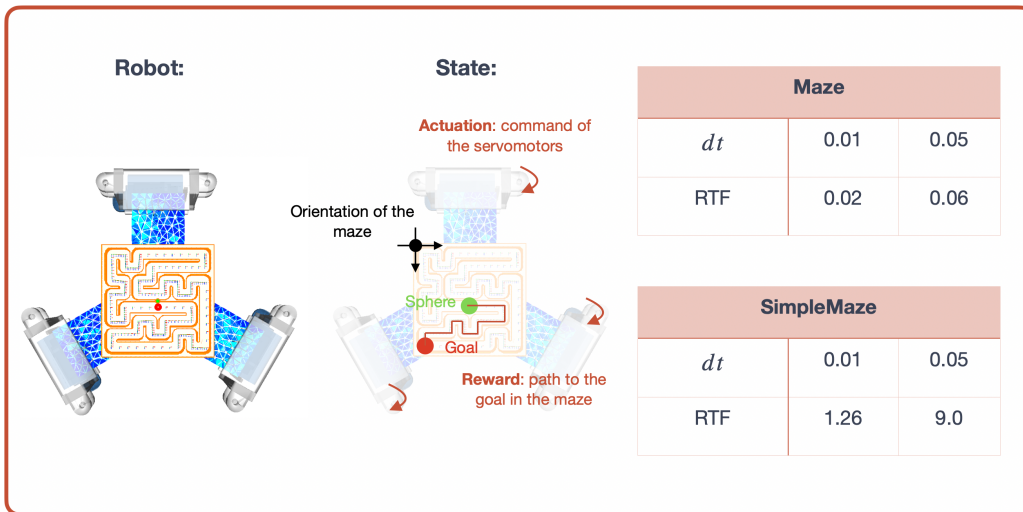 Robot:
State:
Actuation: command of
the servomotors
Orientation of the
maze
Sphere
Goal
Reward: path to the
goal in the maze
Maze
dt 0.01 0.05
RTF 0.02 0.06
SimpleMaze
dt 0.01 0.05
RTF 1.26 9.0